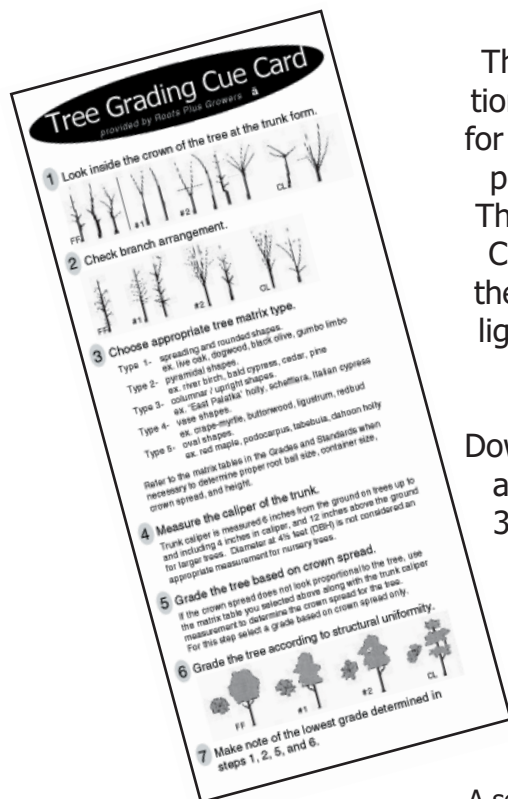 Tree Grading Cue Card
provided by Roots Plus Growers â
1 Look inside the crown of the tree at the trunk form.
FF #1 #2 CL
2 Check branch arrangement.
FF #1 #2 CL
3 Choose appropriate tree matrix type.
Type 1- spreading and rounded shapes.
ex. live oak, dogwood, black olive, gumbo limbo
Type 2- pyramidal shapes.
ex. river birch, bald cypress, cedar, pine
Type 3- columnar / upright shapes.
ex. 'East Palatka' holly, schefflera, Italian cypress
Type 4- vase shapes.
ex. crape-myrtle, buttonwood, ligustrum, redbud
Type 5- oval shapes.
ex. red maple, podocarpus, tabebuia, dahoon holly
Refer to the matrix tables in the Grades and Standards when
necessary to determine proper root ball size, container size,
crown spread, and height.
4 Measure the caliper of the trunk.
Trunk caliper is measured 6 inches from the ground on trees up to
and including 4 inches in caliper, and 12 inches above the ground
for larger trees. Diameter at 4½ feet (DBH) is not considered an
appropriate measurement for nursery trees.
5 Grade the tree based on crown spread.
If the crown spread does not look proportional to the tree, use
the matrix table you selected above along with the trunk caliper
measurement to determine the crown spread for the tree.
For this step select a grade based on crown spread only.
6 Grade the tree according to structural uniformity.
FF #1 #2 CL
7 Make note of the lowest grade determined in
steps 1, 2, 5, and 6.
Th
tion
for
p
Th
C
the
lig
Dow
a
3